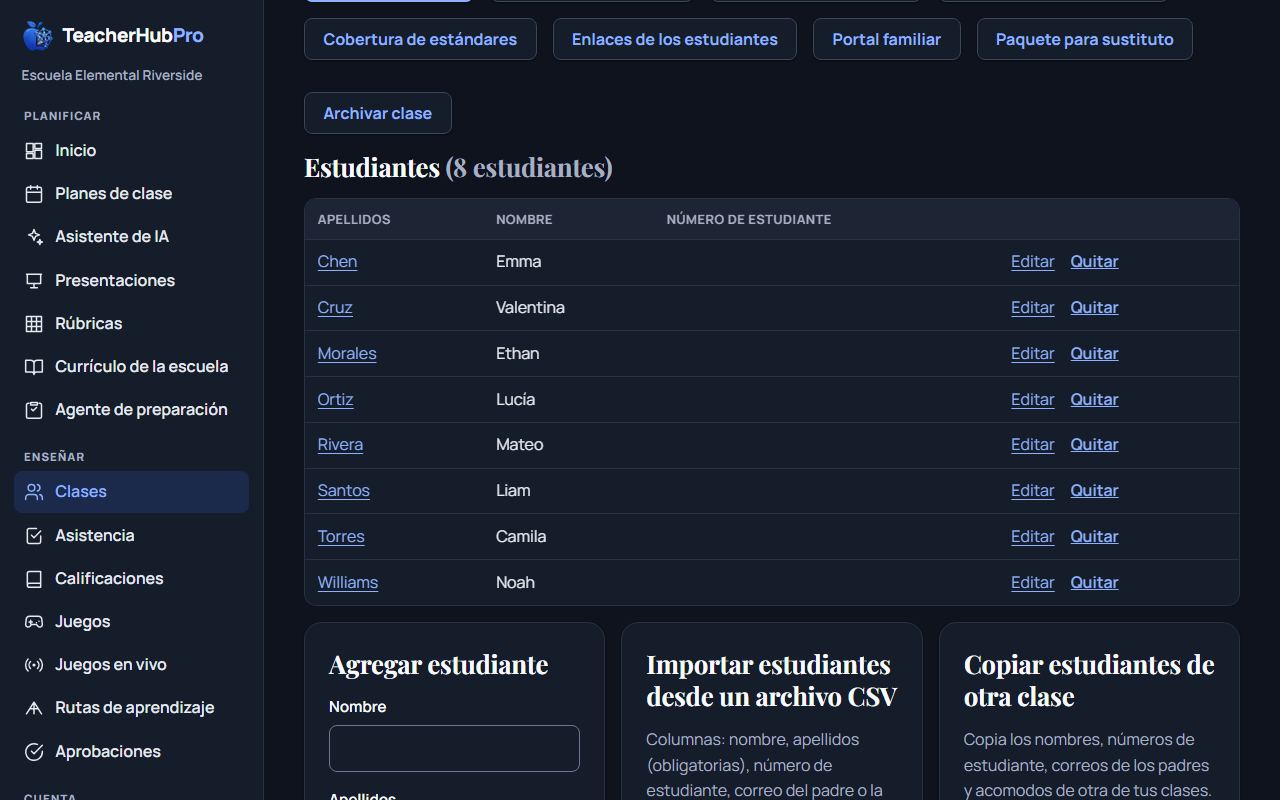 TeacherHubPro
Escuela Elemental Riverside
PLANIFICAR
Inicio
Planes de clase
Asistente de IA
Presentaciones
Rúbricas
Currículo de la escuela
Agente de preparación
ENSEÑAR
Clases
Asistencia
Calificaciones
Juegos
Juegos en vivo
Rutas de aprendizaje
Aprobaciones
CUENTA
Cobertura de estándares
Enlaces de los estudiantes
Portal familiar
Paquete para sustituto
Archivar clase
Estudiantes (8 estudiantes)
APELLIDOS NOMBRE NÚMERO DE ESTUDIANTE
Chen Emma Editar Quitar
Cruz Valentina Editar Quitar
Morales Ethan Editar Quitar
Ortiz Lucía Editar Quitar
Rivera Mateo Editar Quitar
Santos Liam Editar Quitar
Torres Camila Editar Quitar
Williams Noah Editar Quitar
Agregar estudiante
Nombre
Apellidos
Importar estudiantes
desde un archivo CSV
Columnas: nombre, apellidos
(obligatorias), número de
estudiante, correo del padre o la
Copiar estudiantes de
otra clase
Copia los nombres, números de
estudiante, correos de los padres
y acomodos de otra de tus clases.